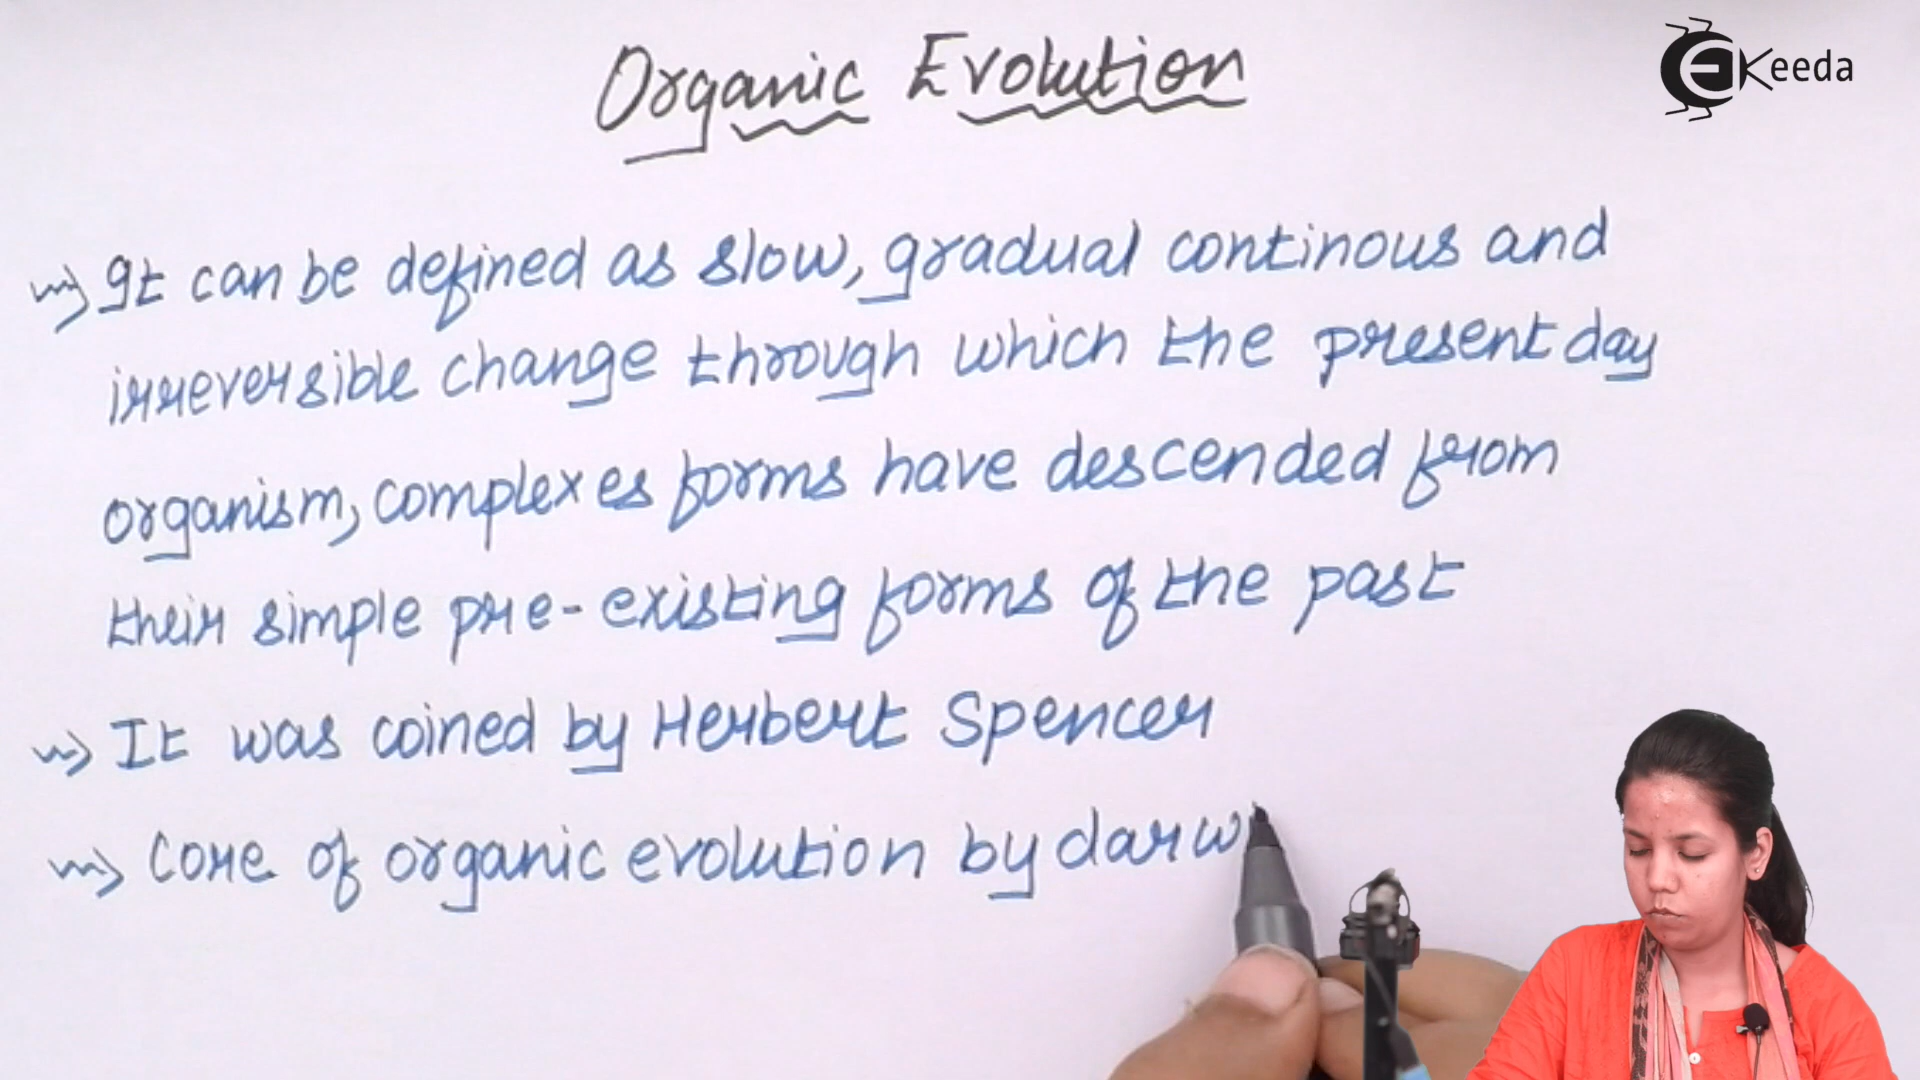 Organic Evolution
EKeeda
It can be defined as slow, gradual continous and
irreversible change through which the present day
organism, complexes forms have descended from
their simple pre-existing forms of the past
It was coined by Herbert Spencer
Core of organic evolution by darw